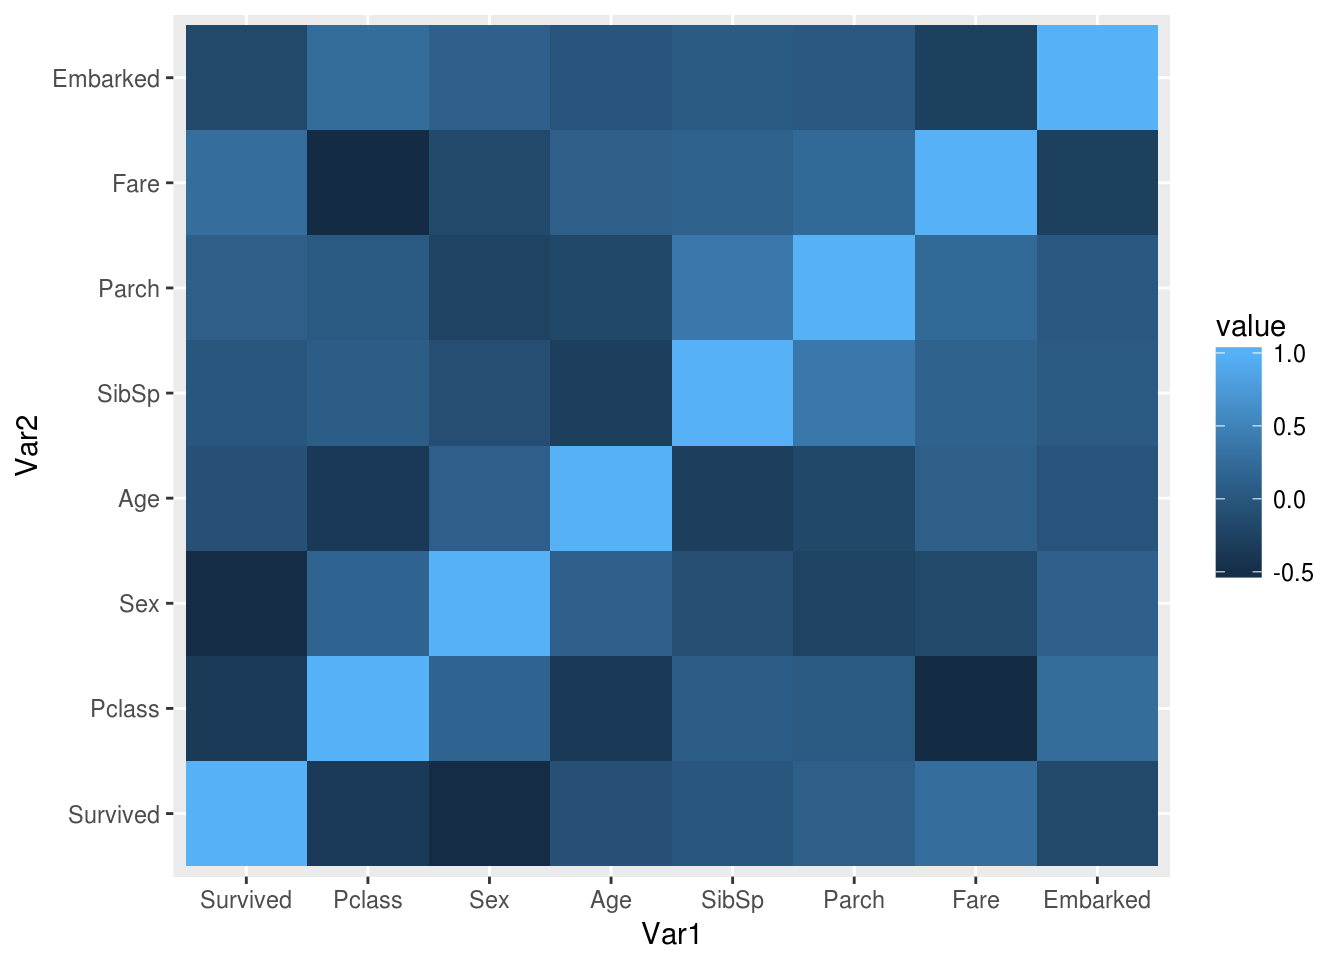 Embarked
Fare
Parch
SibSp
Age
Sex
Pclass
Survived
Var2
Survived Pclass Sex Age SibSp Parch Fare Embarked
Var1
value
1.0
0.5
0.0
-0.5